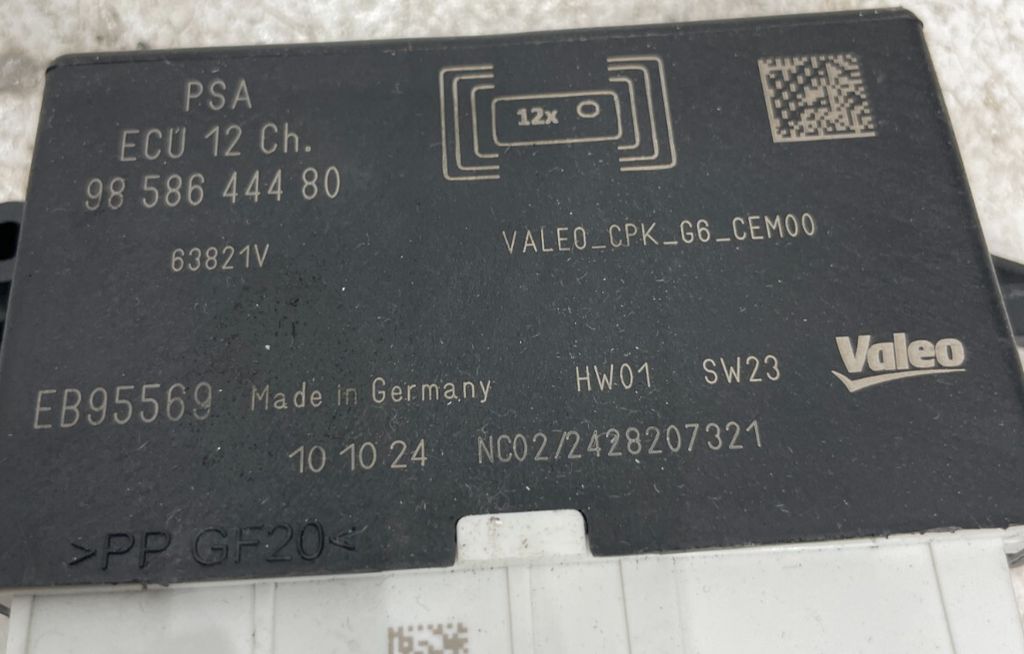 PSA
ECU 12 Ch.
98 586 444 80
12x
63821V
VALEO_CPK_G6_CEM00
Valeo
EB95569 Made in Germany HW01 SW23
10 10 24 NC02/2428207321
>PP GF20<